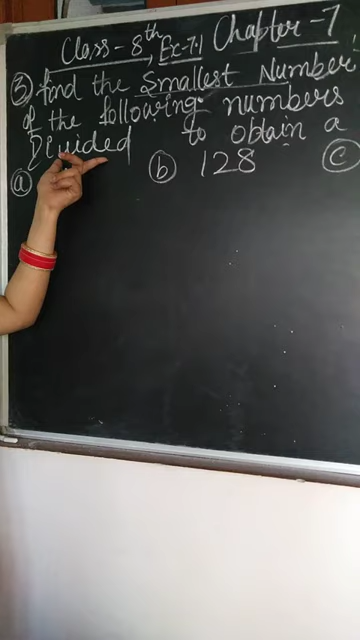 Class - 8th, Ex-7.1 Chapter -7
③ find the Smallest Number
of the following numbers
Divided to obtain a
ⓐ ⓑ 128 ⓒ